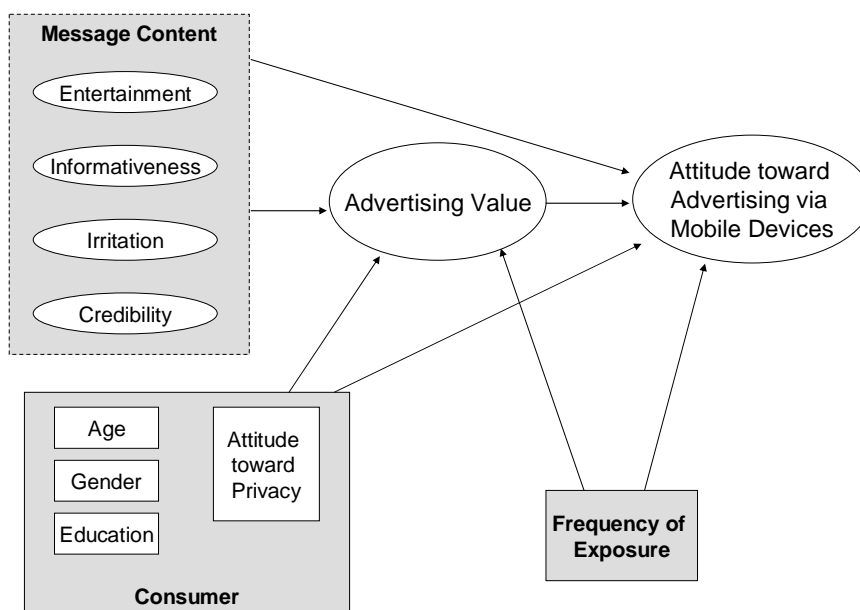 Message Content
Entertainment
Informativeness
Irritation
Credibility
Advertising Value
Attitude toward
Advertising via
Mobile Devices
Age
Gender
Education
Attitude
toward
Privacy
Consumer
Frequency of
Exposure